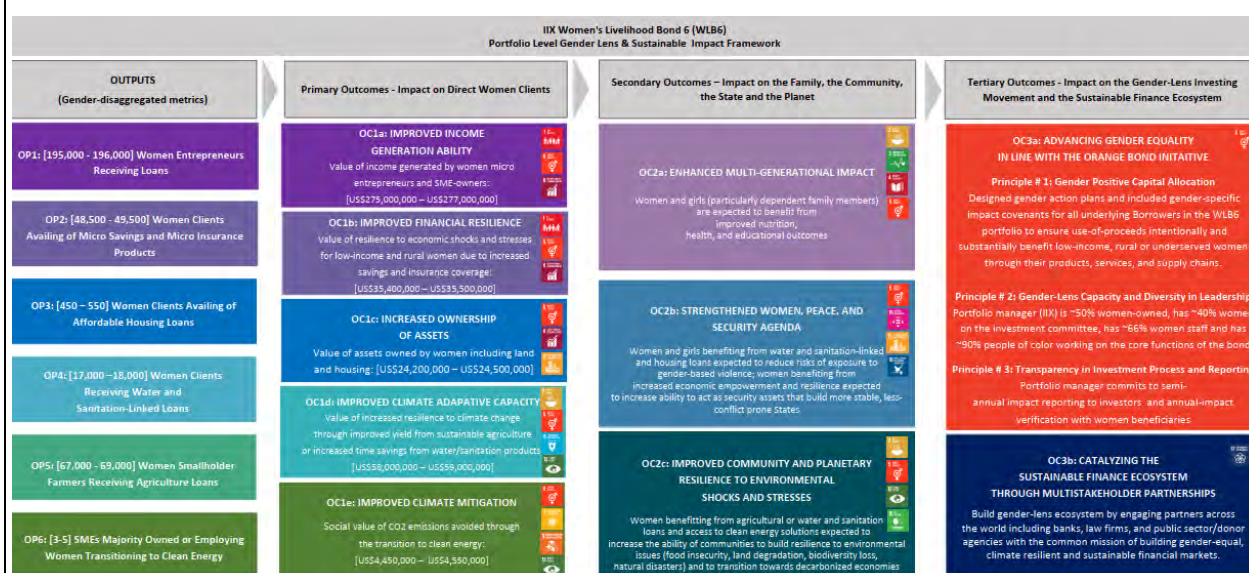 IIX Women's Livelihood Bond 6 (WLB6)
Portfolio Level Gender Lens & Sustainable Impact Framework
OUTPUTS
(Gender-disaggregated metrics)
OP1: [195,000 - 196,000] Women Entrepreneurs
Receiving Loans
OP2: [48,500 - 49,500] Women Clients
Availing of Micro Savings and Micro Insurance
Products
OP3: [450 – 550] Women Clients Availing of
Affordable Housing Loans
OP4: [17,000 –18,000] Women Clients
Receiving Water and
Sanitation-Linked Loans
OP5: [67,000 - 69,000] Women Smallholder
Farmers Receiving Agriculture Loans
OP6: [3-5] SMEs Majority Owned or Employing
Women Transitioning to Clean Energy
Primary Outcomes - Impact on Direct Women Clients
OC1a: IMPROVED INCOME
GENERATION ABILITY
Value of income generated by women micro
entrepreneurs and SME-owners:
[US$275,000,000 – US$277,000,000]
OC1b: IMPROVED FINANCIAL RESILIENCE
Value of resilience to economic shocks and stresses
for low-income and rural women due to increased
savings and insurance coverage:
[US$35,400,000 – US$35,500,000]
OC1c: INCREASED OWNERSHIP
OF ASSETS
Value of assets owned by women including land
and housing: [US$24,200,000 – US$24,500,000]
OC1d: IMPROVED CLIMATE ADAPATIVE CAPACITY
Value of increased resilience to climate change
through improved yield from sustainable agriculture
or increased time savings from water/sanitation products
[US$58,000,000 – US$59,000,000]
OC1e: IMPROVED CLIMATE MITIGATION
Social value of CO2 emissions avoided through
the transition to clean energy:
[US$4,450,000 – US$4,550,000]
Secondary Outcomes – Impact on the Family, the Community,
the State and the Planet
OC2a: ENHANCED MULTI-GENERATIONAL IMPACT
Women and girls (particularly dependent family members)
are expected to benefit from
improved nutrition,
health, and educational outcomes
OC2b: STRENGTHENED WOMEN, PEACE, AND
SECURITY AGENDA
Women and girls benefiting from water and sanitation-linked
and housing loans expected to reduce risks of exposure to
gender-based violence; women benefiting from
increased economic empowerment and resilience expected
to increase ability to act as security assets that build more stable, less-
conflict prone States
OC2c: IMPROVED COMMUNITY AND PLANETARY
RESILIENCE TO ENVIRONMENTAL
SHOCKS AND STRESSES
Women benefitting from agricultural or water and sanitation
loans and access to clean energy solutions expected to
increase the ability of communities to build resilience to environmental
issues (food insecurity, land degradation, biodiversity loss,
natural disasters) and to transition towards decarbonized economies
Tertiary Outcomes - Impact on the Gender-Lens Investing
Movement and the Sustainable Finance Ecosystem
OC3a: ADVANCING GENDER EQUALITY
IN LINE WITH THE ORANGE BOND INITAITIVE
Principle # 1: Gender Positive Capital Allocation
Designed gender action plans and included gender-specific
impact covenants for all underlying Borrowers in the WLB6
portfolio to ensure use-of-proceeds intentionally and
substantially benefit low-income, rural or underserved women
through their products, services, and supply chains.
Principle # 2: Gender-Lens Capacity and Diversity in Leadership
Portfolio manager (IIX) is ~50% women-owned, has ~40% women
on the investment committee, has ~66% women staff and has
~90% people of color working on the core functions of the bond
Principle # 3: Transparency in Investment Process and Reporting
Portfolio manager commits to semi-
annual impact reporting to investors and annual-impact
verification with women beneficiaries
OC3b: CATALYZING THE
SUSTAINABLE FINANCE ECOSYSTEM
THROUGH MULTISTAKEHOLDER PARTNERSHIPS
Build gender-lens ecosystem by engaging partners across
the world including banks, law firms, and public sector/donor
agencies with the common mission of building gender-equal,
climate resilient and sustainable financial markets.